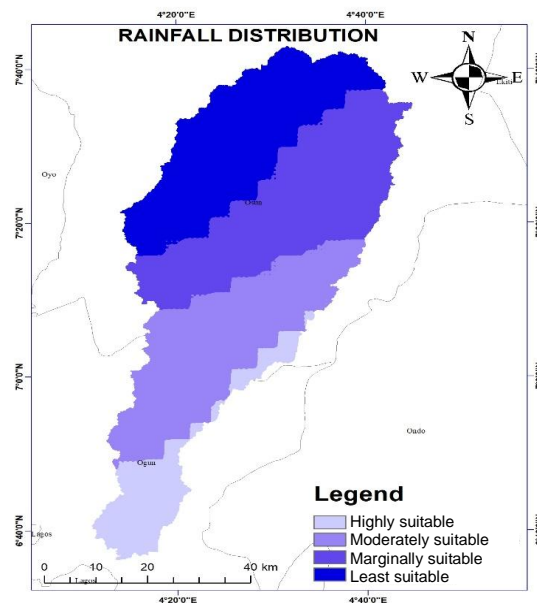 4°20'0"E 4°40'0"E
RAINFALL DISTRIBUTION
N
W E
S
Ekiti
7°40'0"N
Oyo
Osun
7°20'0"N
7°0'0"N
Ondo
Ogun
6°40'0"N
Lagos
Legend
Highly suitable
Moderately suitable
Marginally suitable
Least suitable
0 10 20 40 km
Lagos
4°20'0"E 4°40'0"E